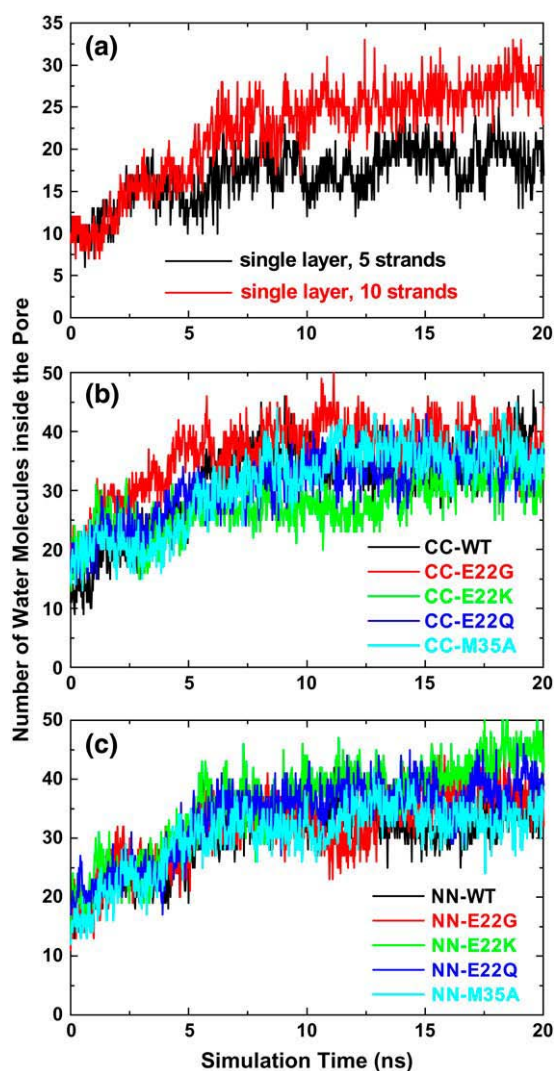 Number of Water Molecules inside the Pore
(a)
35
30
25
20
15
10
5
0
single layer, 5 strands
single layer, 10 strands
0 5 10 15 20
(b)
50
40
30
20
10
0
CC-WT
CC-E22G
CC-E22K
CC-E22Q
CC-M35A
0 5 10 15 20
(c)
50
40
30
20
10
0
NN-WT
NN-E22G
NN-E22K
NN-E22Q
NN-M35A
0 5 10 15 20
Simulation Time (ns)